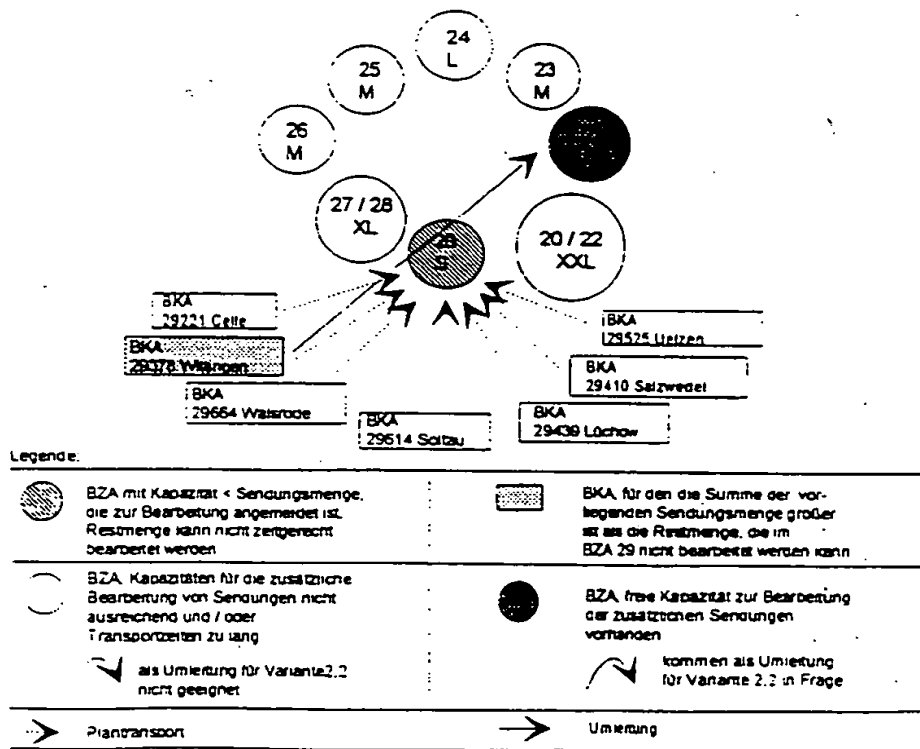 24
L
25
M
23
M
26
M
27 / 28
XL
29
S
20 / 22
XXL
BKA
29221 Celle
BKA
29525 Uelzen
BKA
29378 Wittingen
BKA
29410 Salzwedel
BKA
29664 Walsrode
BKA
29614 Soltau
BKA
29439 Lüchow
Legende:
BZA mit Kapazität < Sendungsmenge,
die zur Bearbeitung angemeldet ist,
Restmenge kann nicht zeitgerecht
bearbeitet werden
BKA, für den die Summe der vor-
liegenden Sendungsmenge größer
ist als die Restmenge, die im
BZA 29 nicht bearbeitet werden kann
BZA, Kapazitäten für die zusätzliche
Bearbeitung von Sendungen nicht
ausreichend und / oder
Transportzeiten zu lang
BZA, freie Kapazität zur Bearbeitung
der zusätzlichen Sendungen
vorhanden
als Umleitung für Variante2.2
nicht geeignet
kommen als Umleitung
für Variante 2.2 in Frage
Plantransport
Umleitung